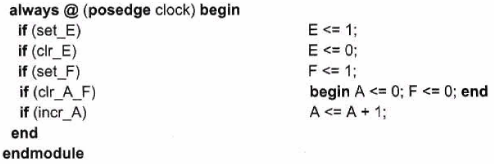 always @ (posedge clock) begin
if (set_E) E <= 1;
if (clr_E) E <= 0;
if (set_F) F <= 1;
if (clr_A_F) begin A <= 0; F <= 0; end
if (incr_A) A <= A + 1;
end
endmodule